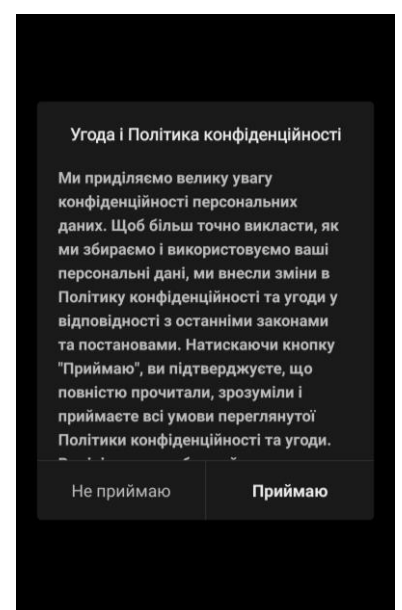 Угода і Політика конфіденційності
Ми приділяємо велику увагу
конфіденційності персональних
даних. Щоб більш точно викласти, як
ми збираємо і використовуємо ваші
персональні дані, ми внесли зміни в
Політику конфіденційності та угоди у
відповідності з останніми законами
та постановами. Натискаючи кнопку
"Приймаю", ви підтверджуєте, що
повністю прочитали, зрозуміли і
приймаєте всі умови переглянутої
Політики конфіденційності та угоди.
Не приймаю
Приймаю